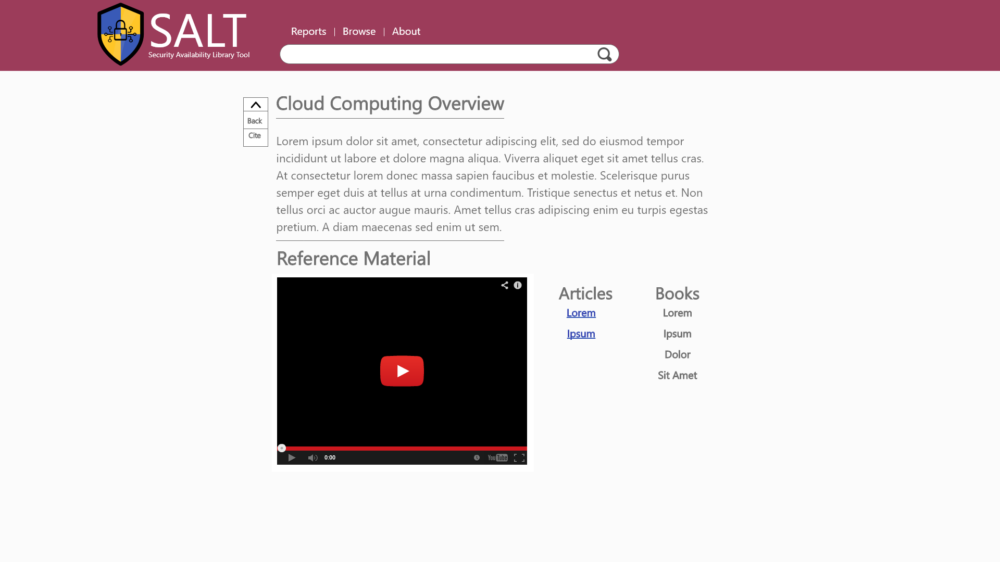 SALT
Security Availability Library Tool
Reports | Browse | About
Back
Cite
Cloud Computing Overview
Lorem ipsum dolor sit amet, consectetur adipiscing elit, sed do eiusmod tempor
incididunt ut labore et dolore magna aliqua. Viverra aliquet eget sit amet tellus cras.
At consectetur lorem donec massa sapien faucibus et molestie. Scelerisque purus
semper eget duis at tellus at urna condimentum. Tristique senectus et netus et. Non
tellus orci ac auctor augue mauris. Amet tellus cras adipiscing enim eu turpis egestas
pretium. A diam maecenas sed enim ut sem.
Reference Material
0:00
YouTube
Articles
Lorem
Ipsum
Books
Lorem
Ipsum
Dolor
Sit Amet